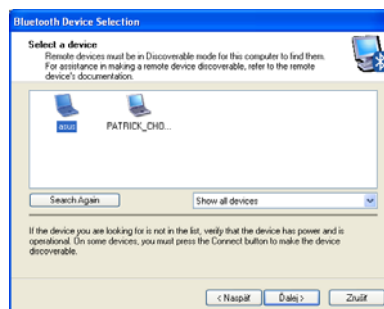 Bluetooth Device Selection
Select a device
Remote devices must be in Discoverable mode for this computer to find them.
For assistance in making a remote device discoverable, refer to the remote
device's documentation.
asus PATRICK_CHO...
Search Again Show all devices
If the device you are looking for is not in the list, verify that the device has power and is
operational. On some devices, you must press the Connect button to make the device
discoverable.
< Naspäť Ďalej > Zrušiť